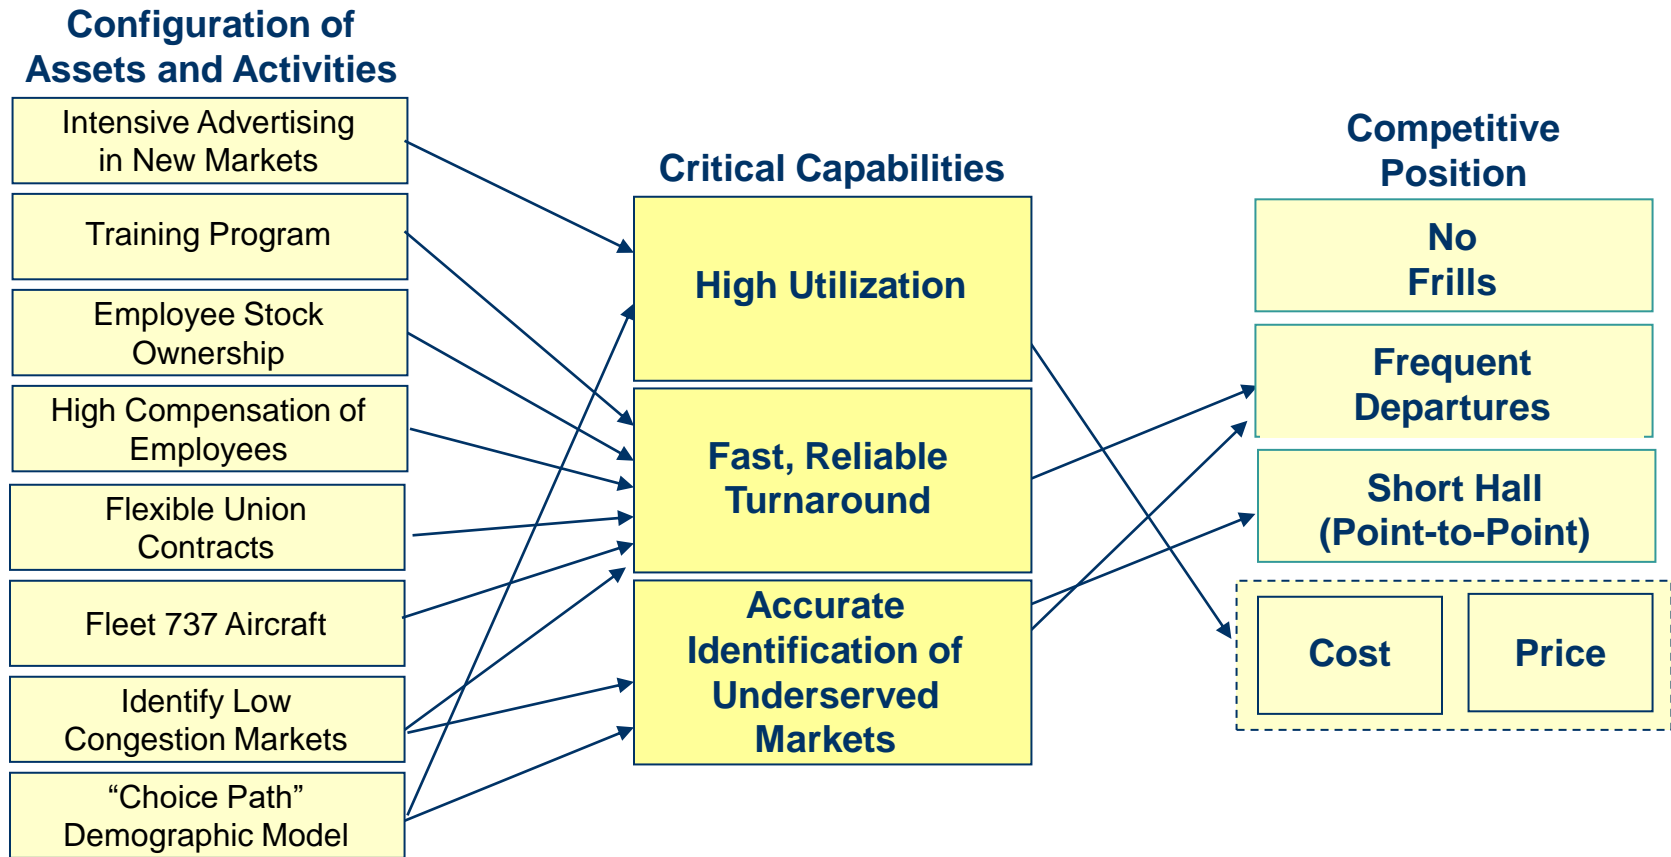 Configuration of
Assets and Activities
Intensive Advertising
in New Markets
Training Program
Employee Stock
Ownership
High Compensation of
Employees
Flexible Union
Contracts
Fleet 737 Aircraft
Identify Low
Congestion Markets
“Choice Path”
Demographic Model
Critical Capabilities
High Utilization
Fast, Reliable
Turnaround
Accurate
Identification of
Underserved
Markets
Competitive
Position
No
Frills
Frequent
Departures
Short Hall
(Point-to-Point)
Cost
Price